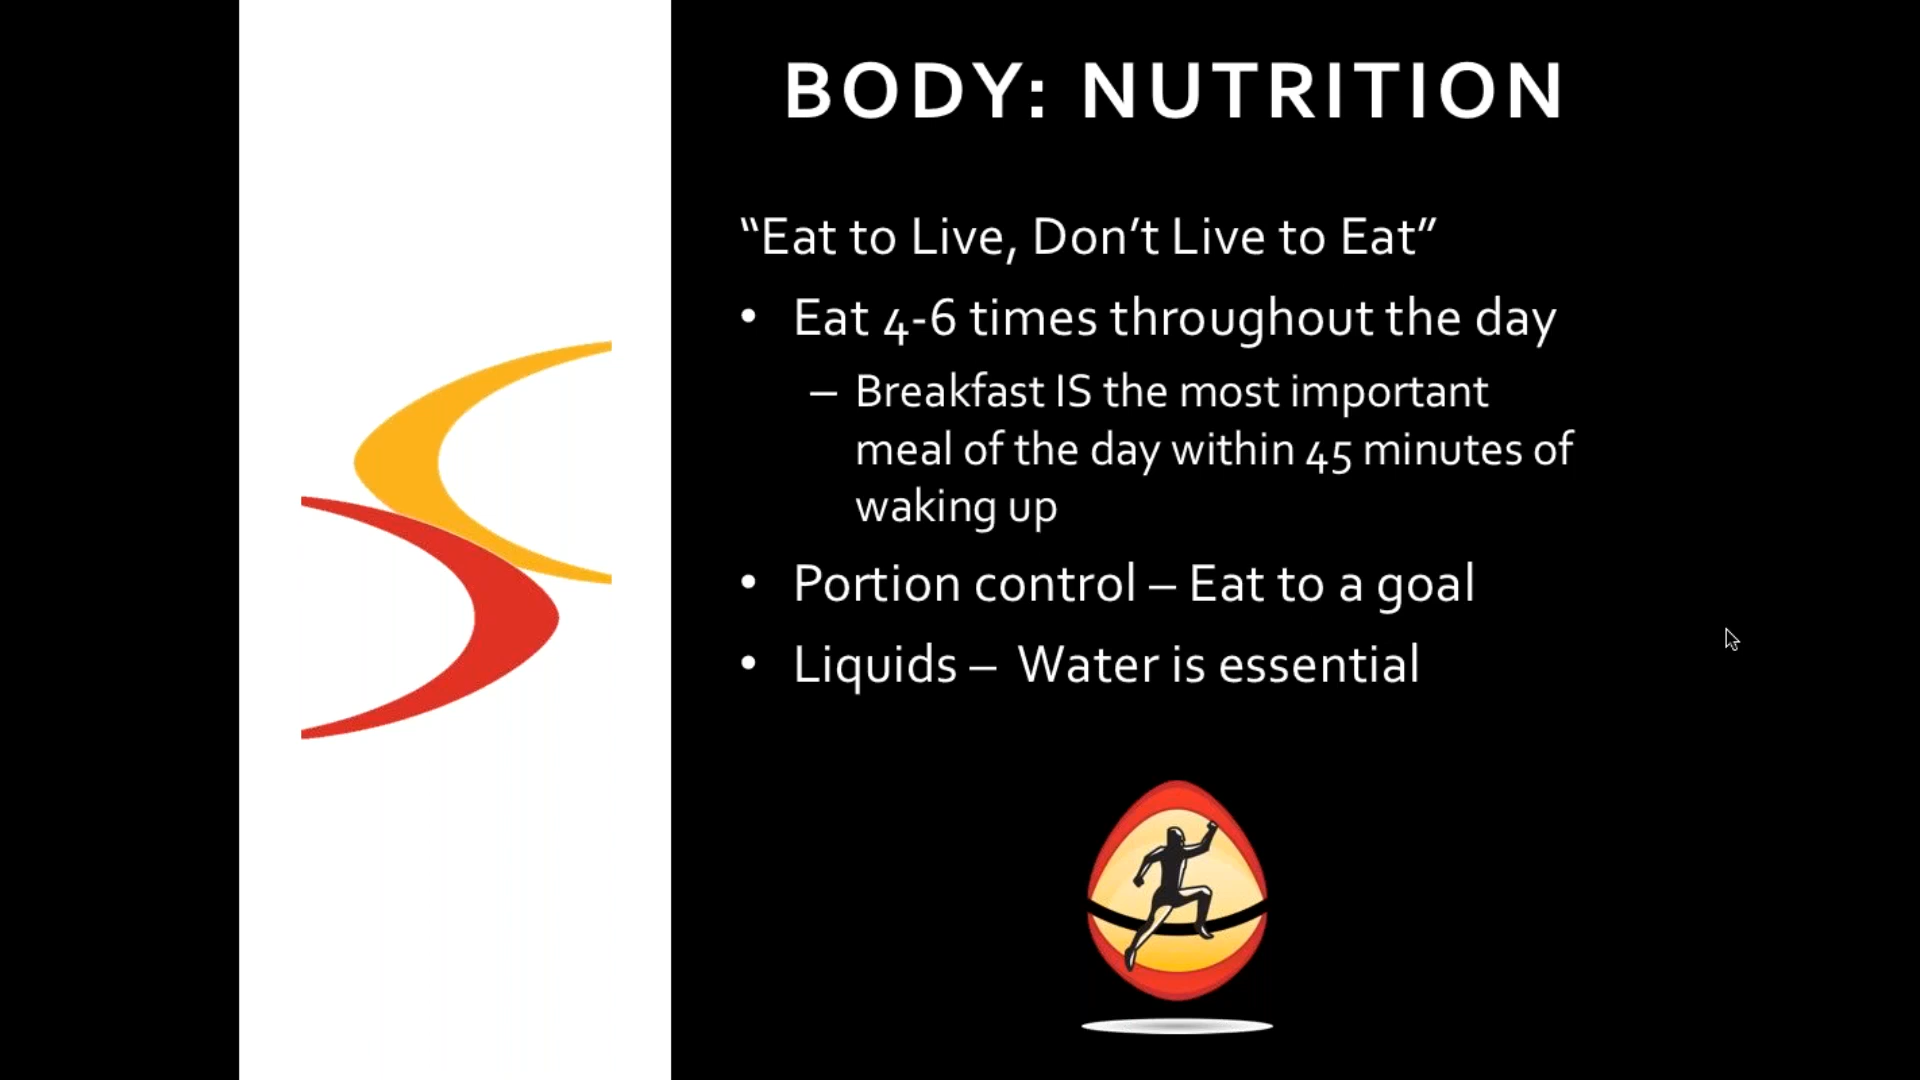 BODY: NUTRITION
“Eat to Live, Don’t Live to Eat”
• Eat 4-6 times throughout the day
– Breakfast IS the most important
meal of the day within 45 minutes of
waking up
• Portion control – Eat to a goal
• Liquids – Water is essential